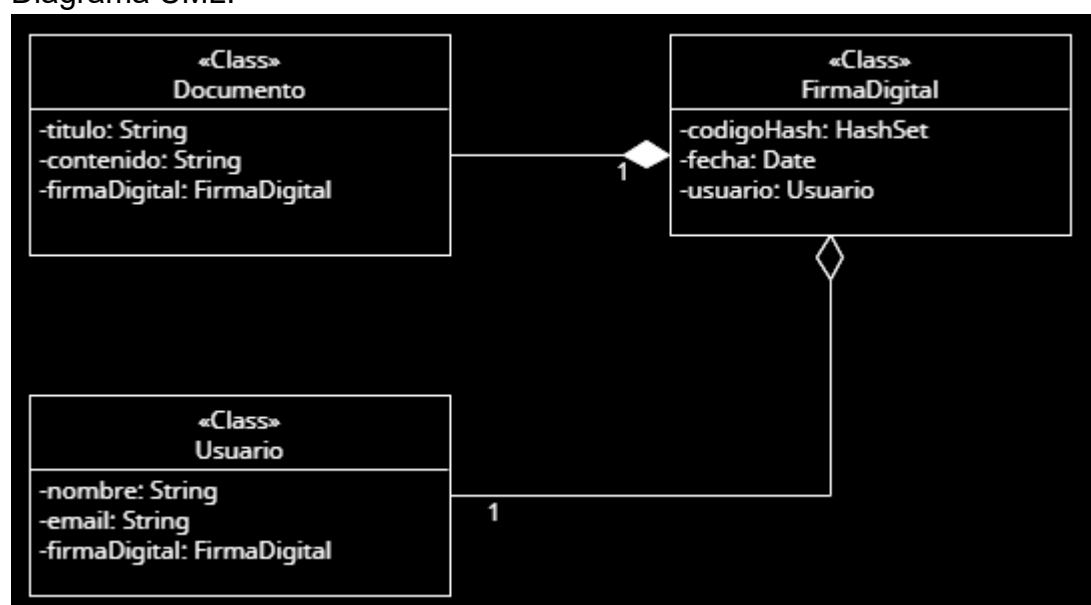 Diagrama UML:
«Class»
Documento
-titulo: String
-contenido: String
-firmaDigital: FirmaDigital
1
«Class»
FirmaDigital
-codigoHash: HashSet
-fecha: Date
-usuario: Usuario
«Class»
Usuario
-nombre: String
-email: String
-firmaDigital: FirmaDigital
1